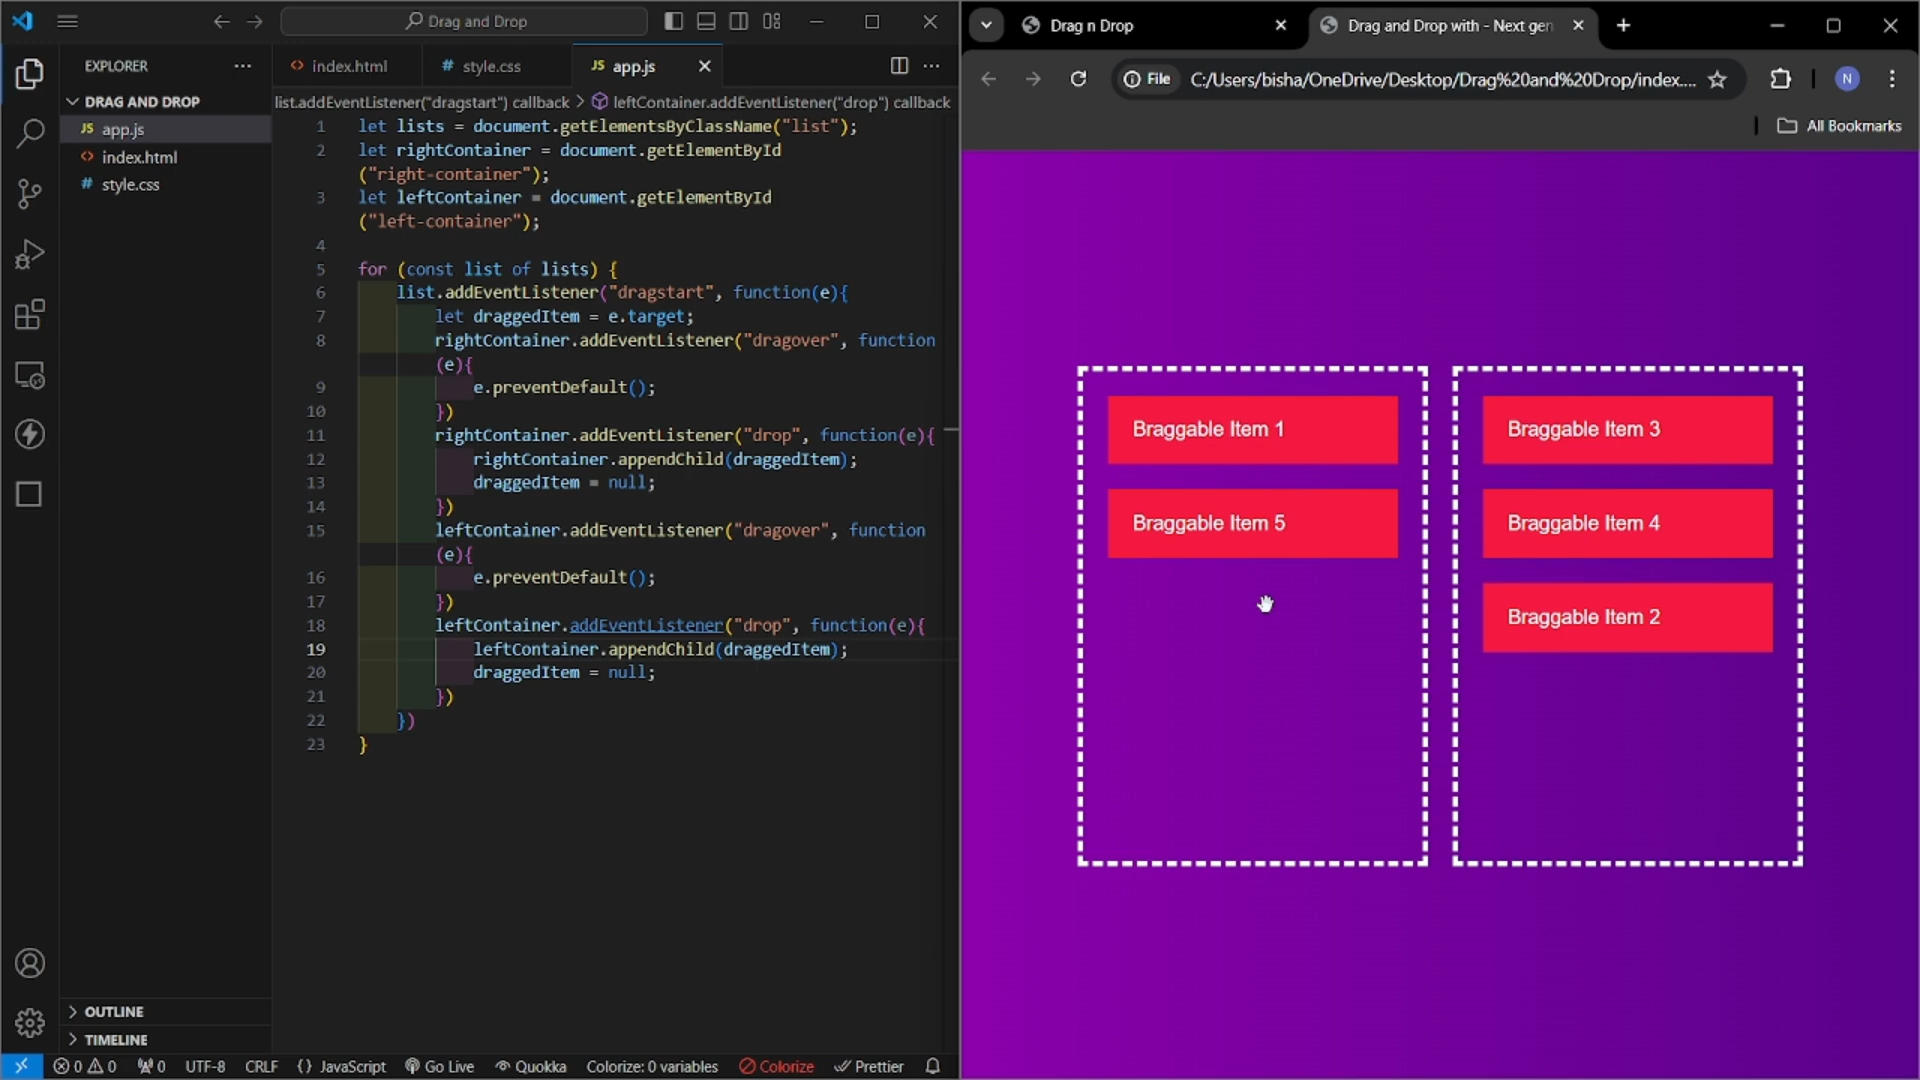 Drag and Drop
EXPLORER
DRAG AND DROP
JS app.js
<> index.html
# style.css
OUTLINE
TIMELINE
<> index.html
# style.css
JS app.js
list.addEventListener("dragstart") callback > leftContainer.addEventListener("drop") callback
1 let lists = document.getElementsByClassName("list");
2 let rightContainer = document.getElementById
("right-container");
3 let leftContainer = document.getElementById
("left-container");
4
5 for (const list of lists) {
6 list.addEventListener("dragstart", function(e){
7 let draggedItem = e.target;
8 rightContainer.addEventListener("dragover", function
(e){
9 e.preventDefault();
10 })
11 rightContainer.addEventListener("drop", function(e){
12 rightContainer.appendChild(draggedItem);
13 draggedItem = null;
14 })
15 leftContainer.addEventListener("dragover", function
(e){
16 e.preventDefault();
17 })
18 leftContainer.addEventListener("drop", function(e){
19 leftContainer.appendChild(draggedItem);
20 draggedItem = null;
21 })
22 })
23 }
0 0 0 UTF-8 CRLF {} JavaScript Go Live Quokka Colorize: 0 variables Colorize Prettier
Drag n Drop
Drag and Drop with - Next gen
File C:/Users/bisha/OneDrive/Desktop/Drag%20and%20Drop/index....
N
All Bookmarks
Braggable Item 1
Braggable Item 5
Braggable Item 3
Braggable Item 4
Braggable Item 2